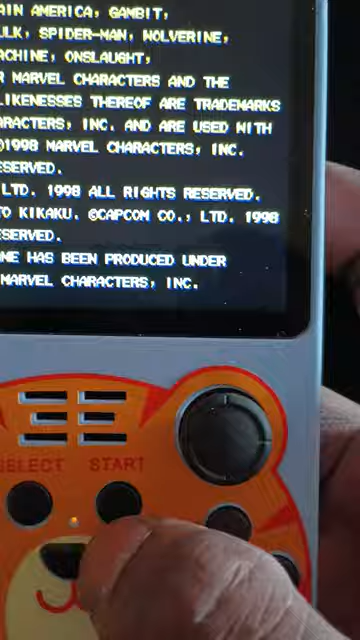 AIN AMERICA, GAMBIT,
ULK, SPIDER-MAN, WOLVERINE,
ACHINE, ONSLAUGHT,
R MARVEL CHARACTERS AND THE
LIKENESSES THEREOF ARE TRADEMARKS
ARACTERS, INC. AND ARE USED WITH
©1998 MARVEL CHARACTERS, INC.
ESERVED.
LTD. 1998 ALL RIGHTS RESERVED.
TO KIKAKU. ©CAPCOM CO., LTD. 1998
ESERVED.
NE HAS BEEN PRODUCED UNDER
MARVEL CHARACTERS, INC.
SELECT START